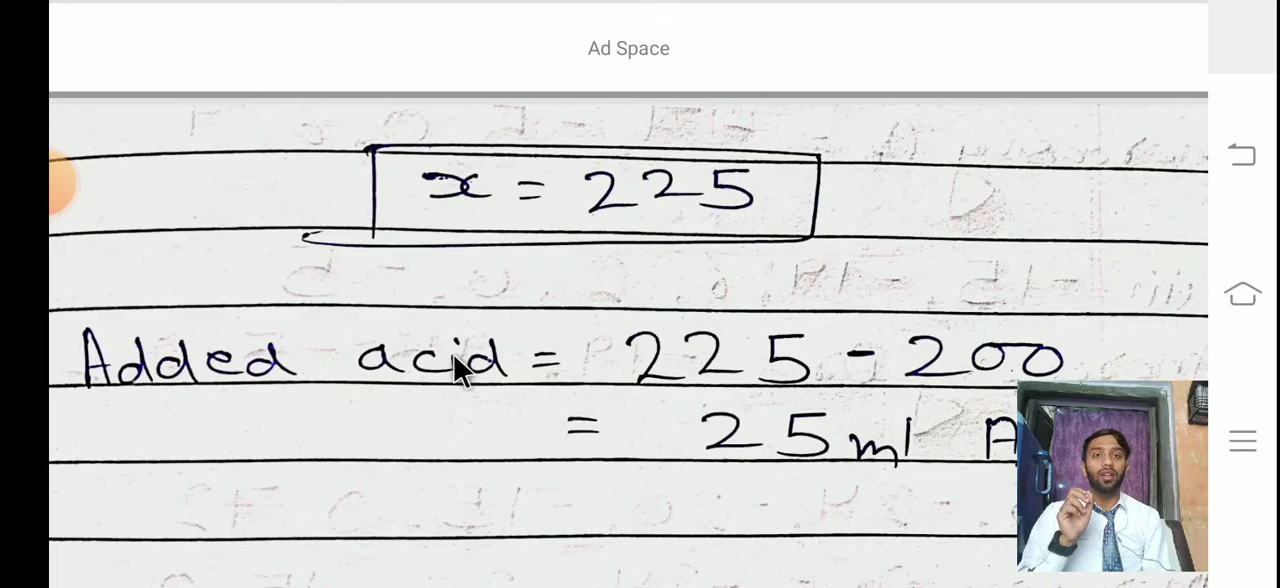 Ad Space
x = 225
Added acid = 225 - 200
= 25 ml